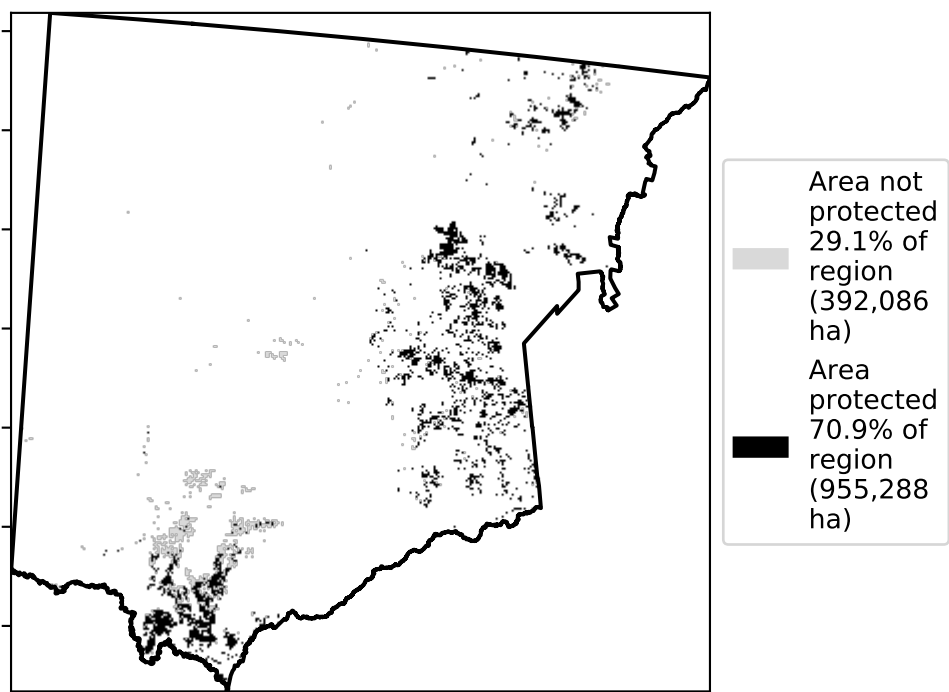 Area not
protected
29.1% of
region
(392,086
ha)
Area
protected
70.9% of
region
(955,288
ha)